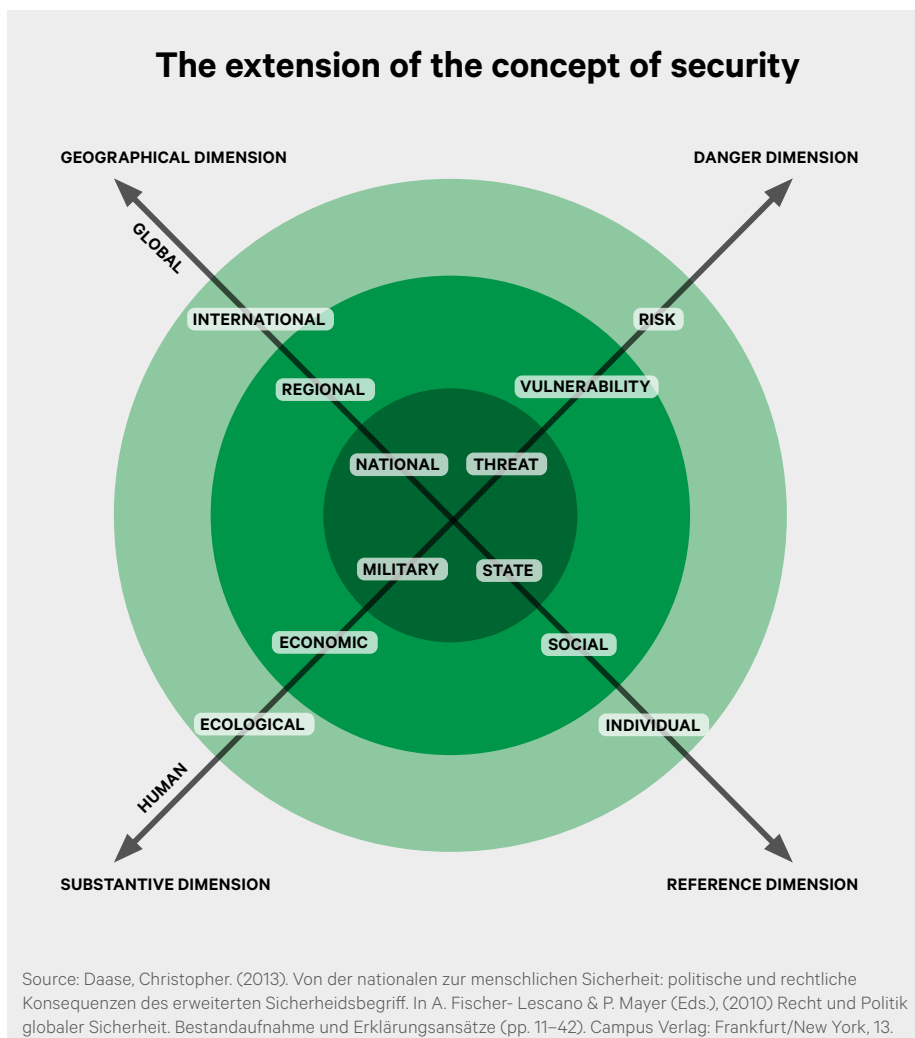 The extension of the concept of security
GEOGRAPHICAL DIMENSION
DANGER DIMENSION
GLOBAL
INTERNATIONAL
RISK
REGIONAL
VULNERABILITY
NATIONAL
THREAT
MILITARY
STATE
ECONOMIC
SOCIAL
ECOLOGICAL
INDIVIDUAL
HUMAN
SUBSTANTIVE DIMENSION
REFERENCE DIMENSION
Source: Daase, Christopher. (2013). Von der nationalen zur menschlichen Sicherheit: politische und rechtliche
Konsequenzen des erweiterten Sicherheitsbegriff. In A. Fischer- Lescano & P. Mayer (Eds.), (2010) Recht und Politik
globaler Sicherheit. Bestandaufnahme und Erklärungsansätze (pp. 11–42). Campus Verlag: Frankfurt/New York, 13.